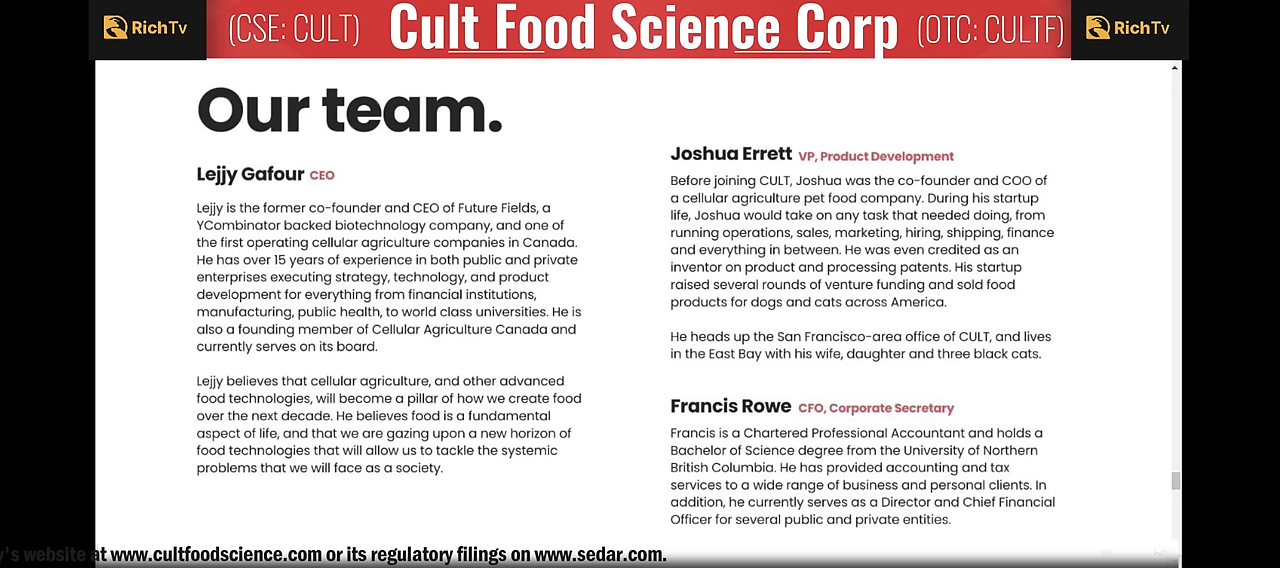 RichTv
(CSE: CULT) Cult Food Science Corp (OTC: CULTF)
RichTv
Our team.
Lejjy Gafour CEO
Lejjy is the former co-founder and CEO of Future Fields, a
YCombinator backed biotechnology company, and one of
the first operating cellular agriculture companies in Canada.
He has over 15 years of experience in both public and private
enterprises executing strategy, technology, and product
development for everything from financial institutions,
manufacturing, public health, to world class universities. He is
also a founding member of Cellular Agriculture Canada and
currently serves on its board.
Lejjy believes that cellular agriculture, and other advanced
food technologies, will become a pillar of how we create food
over the next decade. He believes food is a fundamental
aspect of life, and that we are gazing upon a new horizon of
food technologies that will allow us to tackle the systemic
problems that we will face as a society.
Joshua Errett VP, Product Development
Before joining CULT, Joshua was the co-founder and COO of
a cellular agriculture pet food company. During his startup
life, Joshua would take on any task that needed doing, from
running operations, sales, marketing, hiring, shipping, finance
and everything in between. He was even credited as an
inventor on product and processing patents. His startup
raised several rounds of venture funding and sold food
products for dogs and cats across America.
He heads up the San Francisco-area office of CULT, and lives
in the East Bay with his wife, daughter and three black cats.
Francis Rowe CFO, Corporate Secretary
Francis is a Chartered Professional Accountant and holds a
Bachelor of Science degree from the University of Northern
British Columbia. He has provided accounting and tax
services to a wide range of business and personal clients. In
addition, he currently serves as a Director and Chief Financial
Officer for several public and private entities.
y's website at www.cultfoodscience.com or its regulatory filings on www.sedar.com.